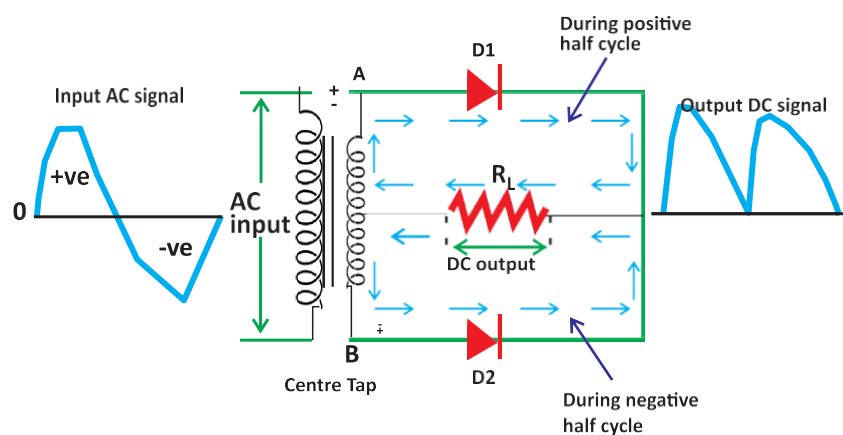 During positive
half cycle
D1
A
Input AC signal
+
-
Output DC signal
+ve
R_L
0
AC
input
-ve
DC output
-
+
B
D2
Centre Tap
During negative
half cycle